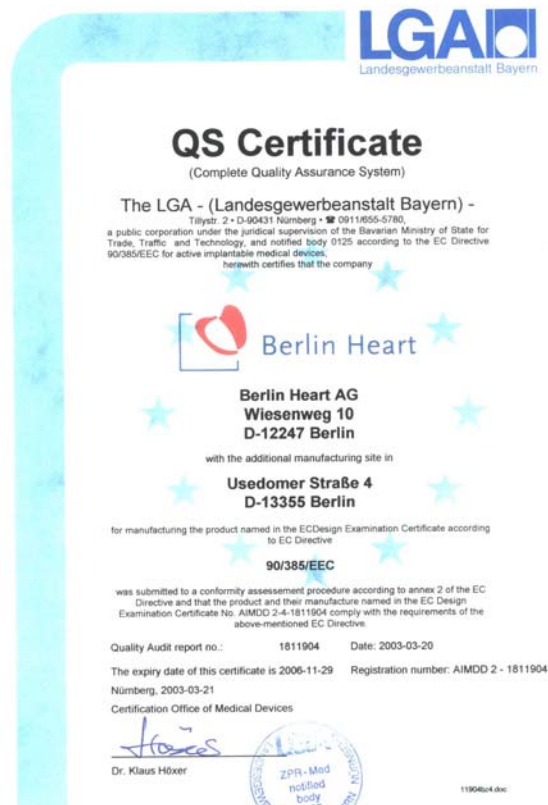 LGA
Landesgewerbeanstalt Bayern
QS Certificate
(Complete Quality Assurance System)
The LGA - (Landesgewerbeanstalt Bayern) -
Tillystr. 2 • D-90431 Nürnberg • ☎ 0911/655-5780,
a public corporation under the juridical supervision of the Bavarian Ministry of State for
Trade, Traffic and Technology, and notified body 0125 according to the EC Directive
90/385/EEC for active implantable medical devices,
herewith certifies that the company
Berlin Heart
Berlin Heart AG
Wiesenweg 10
D-12247 Berlin
with the additional manufacturing site in
Usedomer Straße 4
D-13355 Berlin
for manufacturing the product named in the ECDesign Examination Certificate according
to EC Directive
90/385/EEC
was submitted to a conformity assessement procedure according to annex 2 of the EC
Directive and that the product and their manufacture named in the EC Design
Examination Certificate No. AIMDD 2-4-1811904 comply with the requirements of the
above-mentioned EC Directive.
Quality Audit report no.: 1811904 Date: 2003-03-20
The expiry date of this certificate is 2006-11-29 Registration number: AIMDD 2 - 1811904
Nürnberg, 2003-03-21
Certification Office of Medical Devices
Dr. Klaus Höxer
LGA
ZPR-Med
notified
body
11904bz4.doc